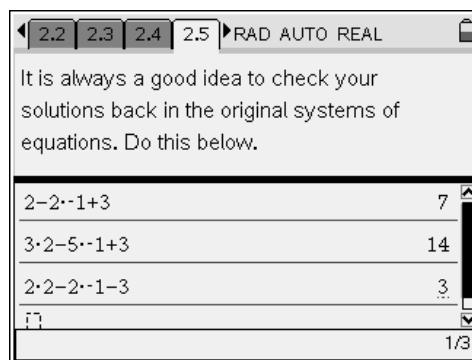 2.2 2.3 2.4 2.5 RAD AUTO REAL
It is always a good idea to check your
solutions back in the original systems of
equations. Do this below.
2-2·-1+3 7
3·2-5·-1+3 14
2·2-2·-1-3 3
1/3